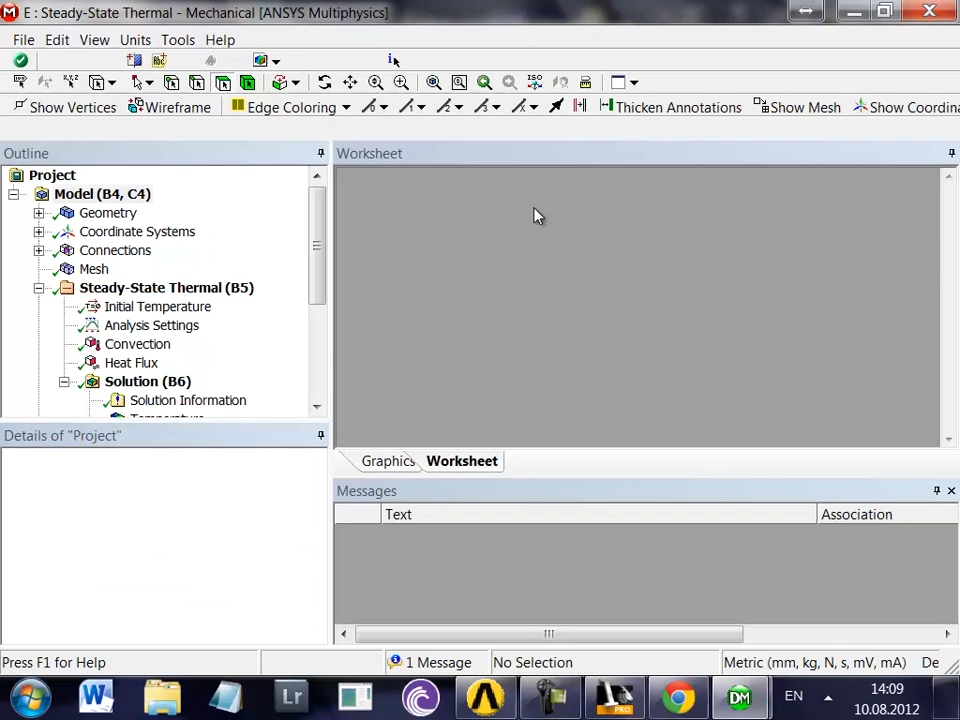 E : Steady-State Thermal - Mechanical [ANSYS Multiphysics]
File Edit View Units Tools Help
Show Vertices Wireframe Edge Coloring Thicken Annotations Show Mesh Show Coordina
Outline
Project
Model (B4, C4)
Geometry
Coordinate Systems
Connections
Mesh
Steady-State Thermal (B5)
Initial Temperature
Analysis Settings
Convection
Heat Flux
Solution (B6)
Solution Information
Temperature
Details of "Project"
Worksheet
Graphics Worksheet
Messages
Text Association
Press F1 for Help
1 Message
No Selection
Metric (mm, kg, N, s, mV, mA) De
EN
14:09
10.08.2012